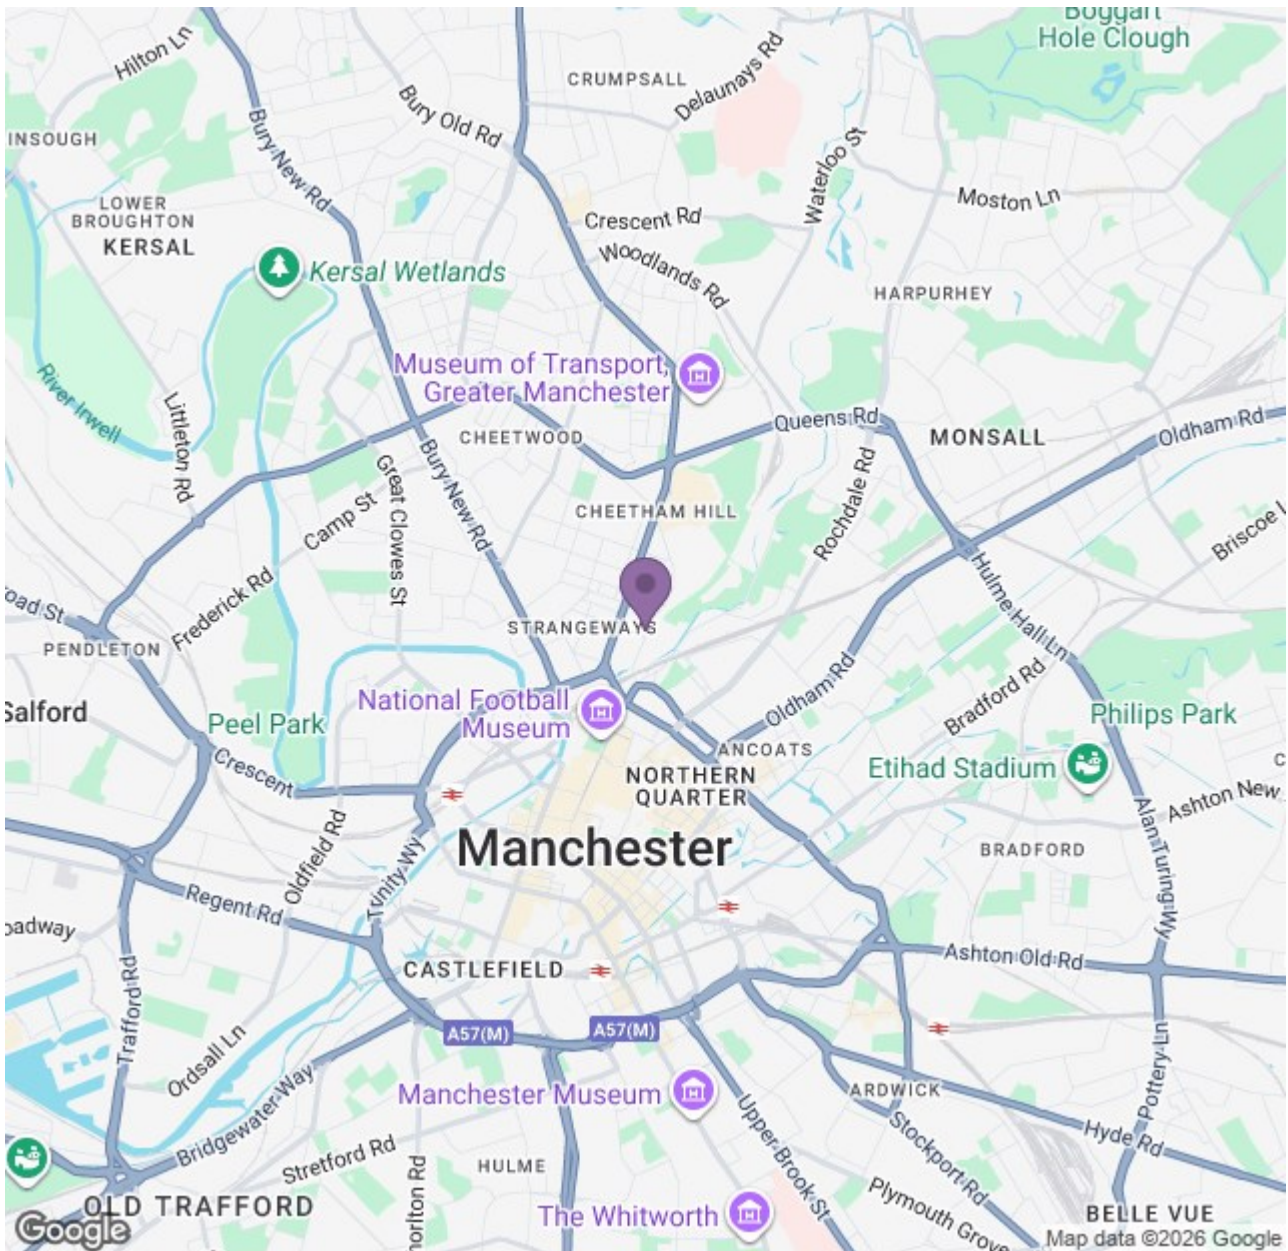 Boggart
Hole Clough
Hilton Ln
CRUMPSALL
Delaunays Rd
Bury Old Rd
INSOUGH
Bury New Rd
Waterloo St
Moston Ln
LOWER
BROUGHTON
KERSAL
Crescent Rd
Woodlands Rd
Kersal Wetlands
HARPURHEY
Museum of Transport,
Greater Manchester
River Irwell
Littleton Rd
Queens Rd
Oldham Rd
CHEETWOOD
MONSALL
Bury New Rd
Great Clowes St
Rochdale Rd
Camp St
CHEETHAM HILL
Briscoe L
Frederick Rd
Hulme Hall Ln
road St
STRANGEWAYS
PENDLETON
Oldham Rd
Bradford Rd
Salford
Peel Park
National Football
Museum
Philips Park
ANCOATS
Etihad Stadium
Crescent
NORTHERN
QUARTER
Ashton New
Alan Turing Wy
Oldfield Rd
Trinity Wy
Manchester
BRADFORD
Regent Rd
oadway
Ashton Old Rd
CASTLEFIELD
Trafford Rd
A57(M)
A57(M)
Ordsall Ln
Pottery Ln
Bridgewater Way
Manchester Museum
ARDWICK
Upper Brook St
Stockport Rd
Hyde Rd
Stretford Rd
HULME
horlton Rd
Plymouth Grove
OLD TRAFFORD
The Whitworth
BELLE VUE
Google
Map data ©2026 Google